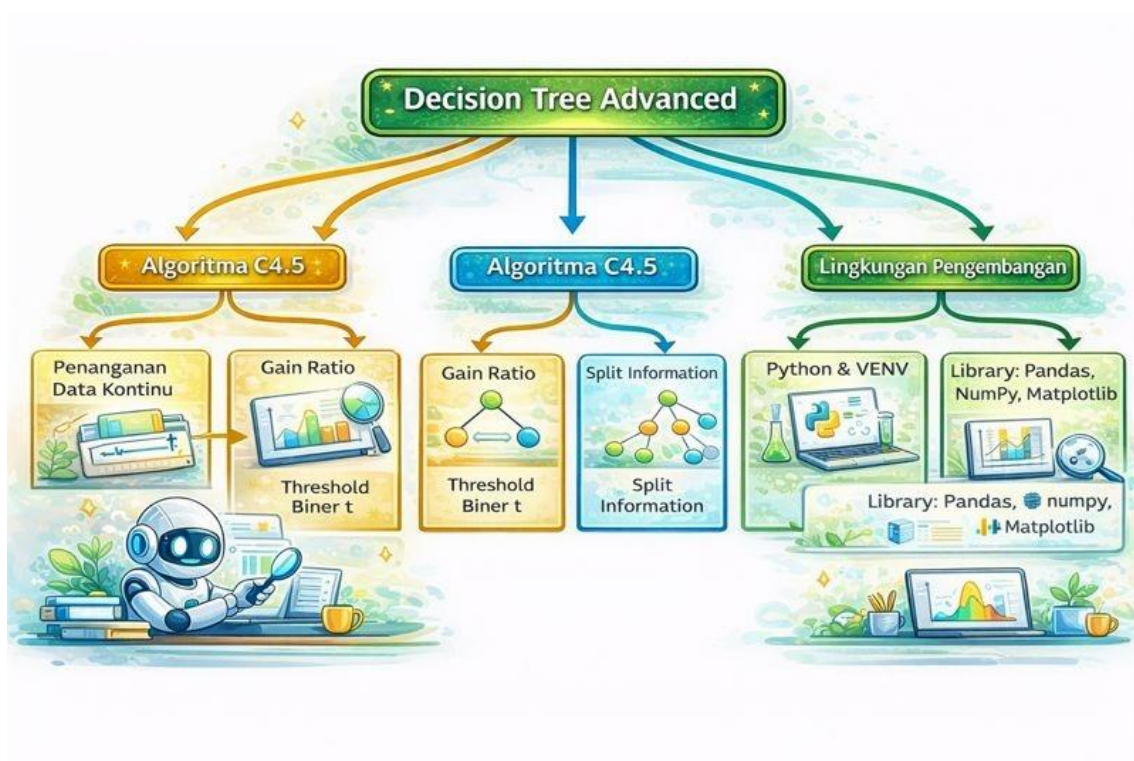 Decision Tree Advanced
Algoritma C4.5
Algoritma C4.5
Lingkungan Pengembangan
Penanganan
Data Kontinu
t
Gain Ratio
Threshold
Biner t
Gain Ratio
Threshold
Biner t
Split Information
Split
Information
Python & VENV
Library: Pandas,
NumPy, Matplotlib
Library: Pandas, numpy,
Matplotlib